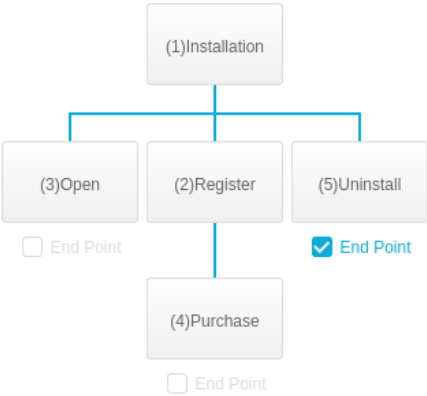 (1)Installation
(3)Open
(2)Register
(5)Uninstall
End Point
End Point
(4)Purchase
End Point